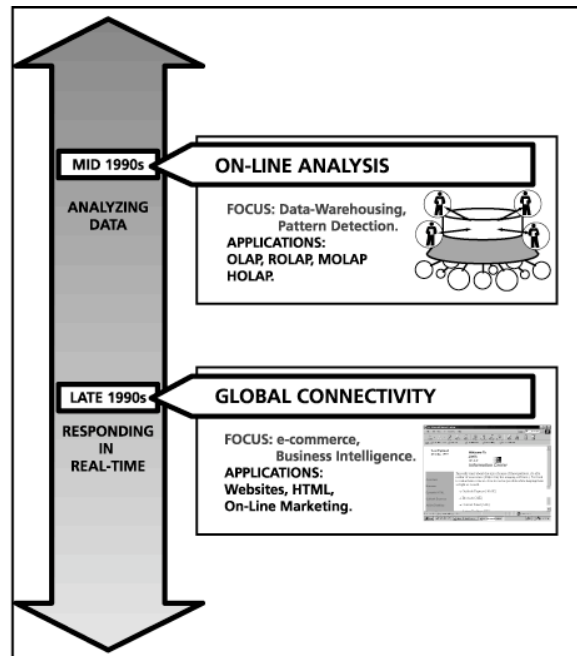 MID 1990s
ANALYZING
DATA
ON-LINE ANALYSIS
FOCUS: Data-Warehousing,
Pattern Detection.
APPLICATIONS:
OLAP, ROLAP, MOLAP
HOLAP.
LATE 1990s
RESPONDING
IN
REAL-TIME
GLOBAL CONNECTIVITY
FOCUS: e-commerce,
Business Intelligence.
APPLICATIONS:
Websites, HTML,
On-Line Marketing.
Information Center